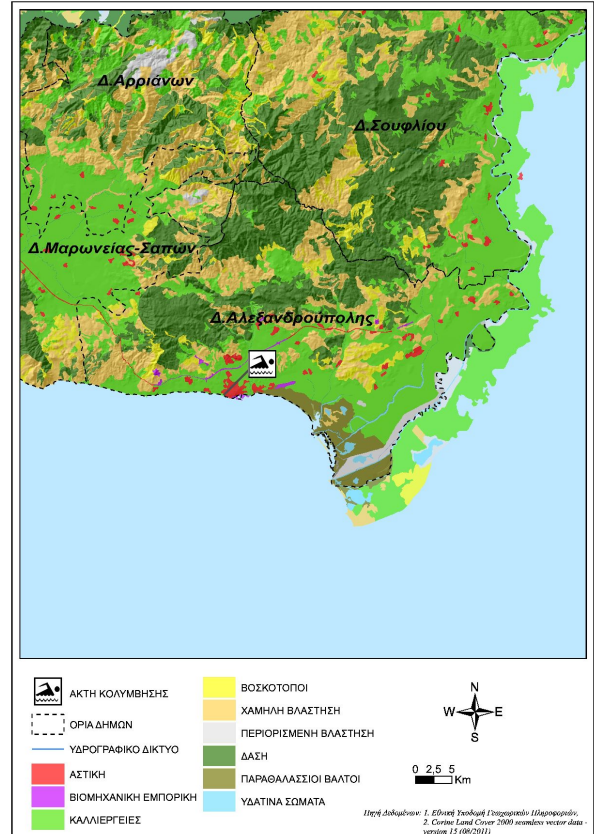 Δ.Αρριάνων
Δ.Σουφλίου
Δ.Μαρωνείας-Σαπών
Δ.Αλεξανδρούπολης
ΑΚΤΗ ΚΟΛΥΜΒΗΣΗΣ
ΟΡΙΑ ΔΗΜΩΝ
ΥΔΡΟΓΡΑΦΙΚΟ ΔΙΚΤΥΟ
ΑΣΤΙΚΗ
ΒΙΟΜΗΧΑΝΙΚΗ ΕΜΠΟΡΙΚΗ
ΚΑΛΛΙΕΡΓΕΙΕΣ
ΒΟΣΚΟΤΟΠΟΙ
ΧΑΜΗΛΗ ΒΛΑΣΤΗΣΗ
ΠΕΡΙΟΡΙΣΜΕΝΗ ΒΛΑΣΤΗΣΗ
ΔΑΣΗ
ΠΑΡΑΘΑΛΑΣΣΙΟΙ ΒΑΛΤΟΙ
ΥΔΑΤΙΝΑ ΣΩΜΑΤΑ
N
W E
S
0 2,5 5
Km
Πηγή Δεδομένων: 1. Εθνική Υποδομή Γεωχωρικών Πληροφοριών,
2. Corine Land Cover 2000 seamless vector data -
version 15 (08/2011)